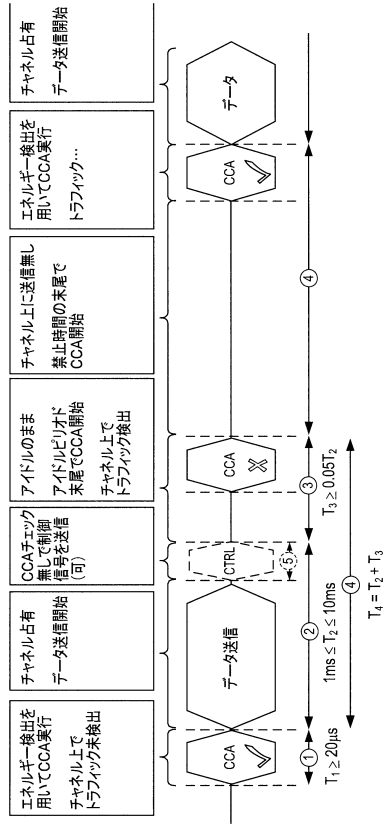 エネルギー検出を
用いてCCA実行
チャネル上で
トラフィック未検出
チャネル占有
データ送信開始
CCAチェック
無しで制御
信号を送信
(可)
アイドルのまま
アイドルピリオド
末尾でCCA開始
チャネル上で
トラフィック検出
チャネル上に送信無し
禁止時間の末尾で
CCA開始
エネルギー検出を
用いてCCA実行
トラフィック…
チャネル占有
データ送信開始
CCA
データ送信
CTRL
CCA
CCA
データ
⑤
①
②
③
④
T₁ ≥ 20μs
1ms ≤ T₂ ≤ 10ms
T₃ ≥ 0.05T₂
④
T₄ = T₂ + T₃